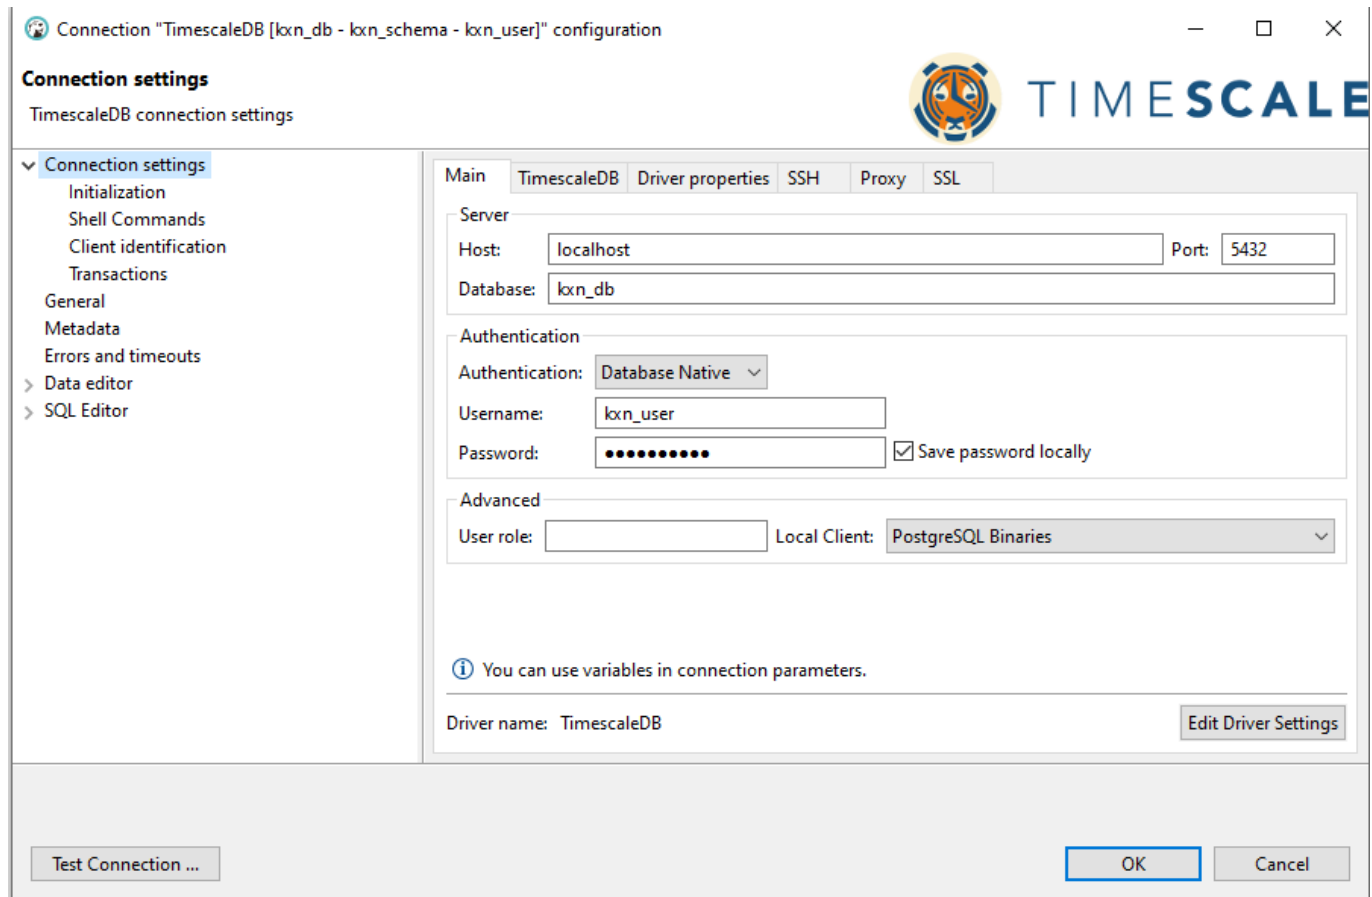 Connection "TimescaleDB [kxn_db - kxn_schema - kxn_user]" configuration
Connection settings
TimescaleDB connection settings
TIMESCALE
Connection settings
Initialization
Shell Commands
Client identification
Transactions
General
Metadata
Errors and timeouts
Data editor
SQL Editor
Main TimescaleDB Driver properties SSH Proxy SSL
Server
Host: localhost Port: 5432
Database: kxn_db
Authentication
Authentication: Database Native
Username: kxn_user
Password: •••••••••• Save password locally
Advanced
User role: Local Client: PostgreSQL Binaries
You can use variables in connection parameters.
Driver name: TimescaleDB Edit Driver Settings
Test Connection ... OK Cancel